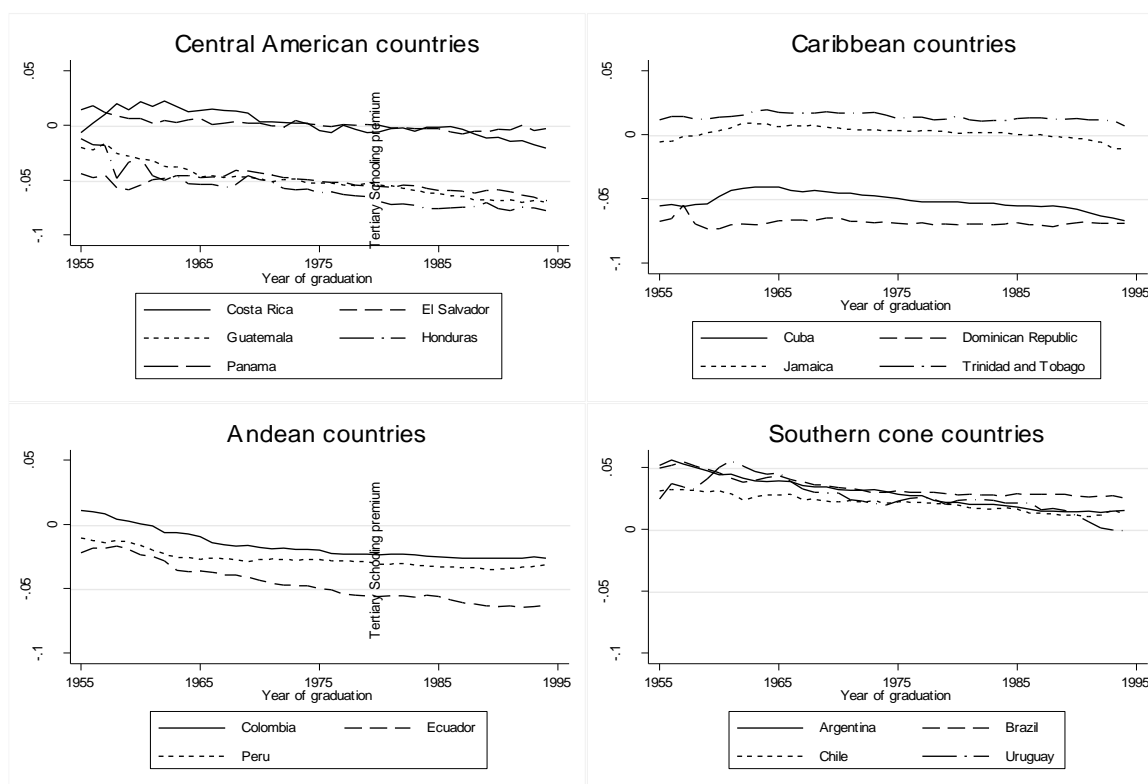 Central American countries
.05
0
-.05
-.1
Tertiary Schooling premium
1955 1965 1975 1985 1995
Year of graduation
Costa Rica El Salvador
Guatemala Honduras
Panama
Caribbean countries
.05
0
-.05
-.1
1955 1965 1975 1985 1995
Year of graduation
Cuba Dominican Republic
Jamaica Trinidad and Tobago
Andean countries
.05
0
-.05
-.1
Tertiary Schooling premium
1955 1965 1975 1985 1995
Year of graduation
Colombia Ecuador
Peru
Southern cone countries
.05
0
-.05
-.1
1955 1965 1975 1985 1995
Year of graduation
Argentina Brazil
Chile Uruguay